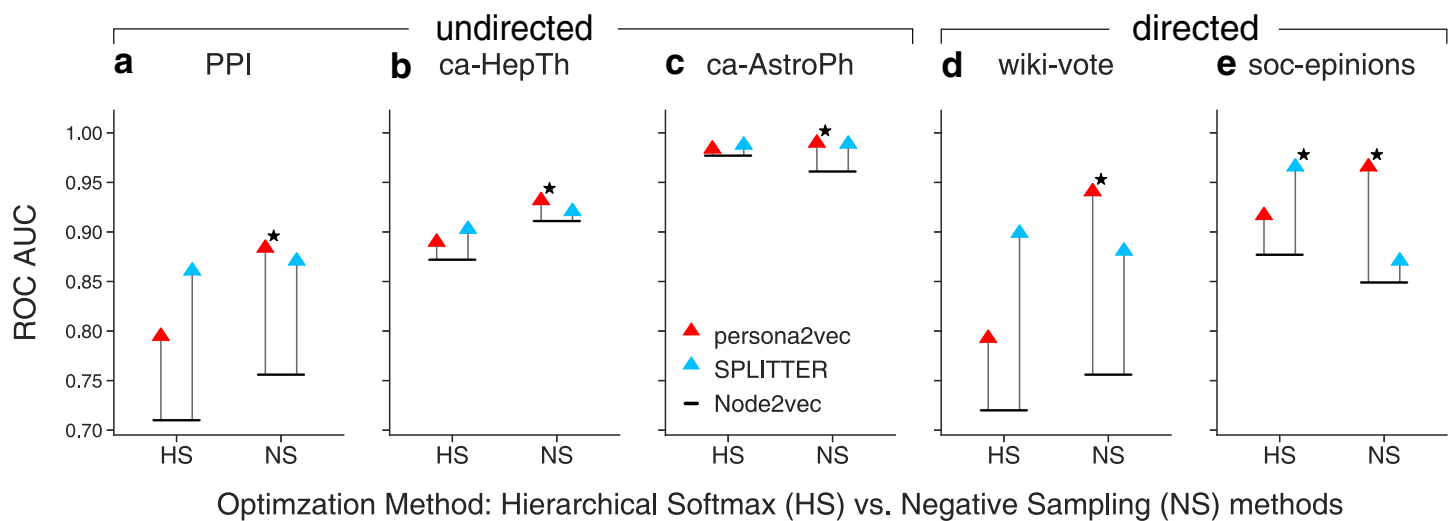 undirected
directed
a PPI
b ca-HepTh
c ca-AstroPh
d wiki-vote
e soc-epinions
ROC AUC
1.00
0.95
0.90
0.85
0.80
0.75
0.70
persona2vec
SPLITTER
Node2vec
HS NS
HS NS
HS NS
HS NS
HS NS
Optimzation Method: Hierarchical Softmax (HS) vs. Negative Sampling (NS) methods